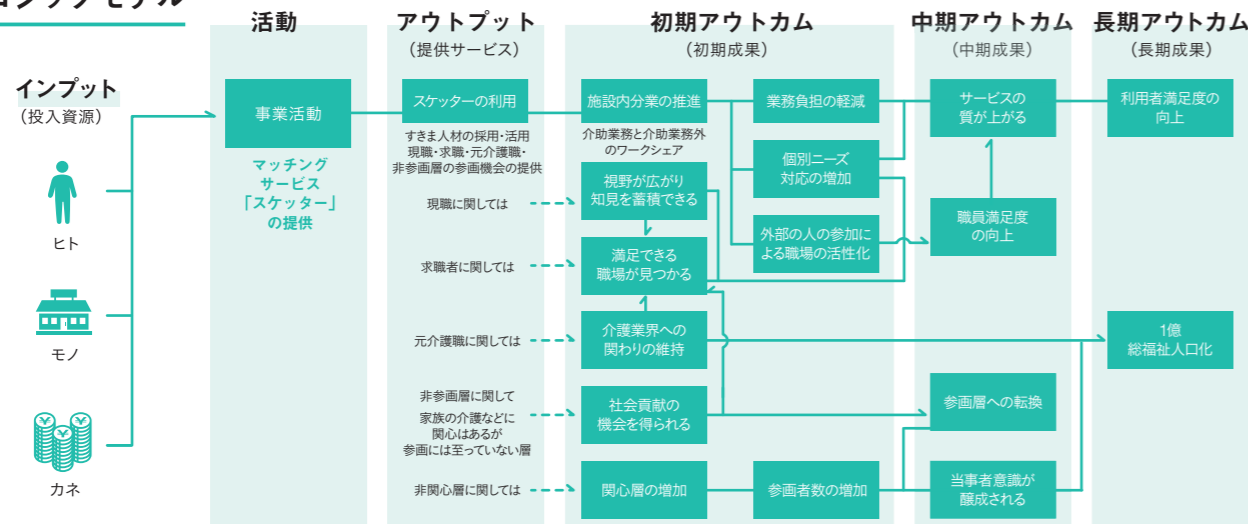 ロジックモデル
インプット
(投入資源)
ヒト
モノ
カネ
活動
事業活動
マッチング
サービス
「スケッター」
の提供
アウトプット
(提供サービス)
スケッターの利用
すきま人材の採用・活用
現職・求職・元介護職・
非参画層の参画機会の提供
現職に関しては
求職者に関しては
元介護職に関しては
非参画層に関して
家族の介護などに
関心はあるが
参画には至っていない層
非関心層に関しては
初期アウトカム
(初期成果)
施設内分業の推進
介助業務と介助業務外
のワークシェア
視野が広がり
知見を蓄積できる
満足できる
職場が見つかる
介護業界への
関わりの維持
社会貢献の
機会を得られる
関心層の増加
業務負担の軽減
個別ニーズ
対応の増加
外部の人の参加に
よる職場の活性化
参画者数の増加
中期アウトカム
(中期成果)
サービスの
質が上がる
職員満足度
の向上
参画層への転換
当事者意識が
醸成される
長期アウトカム
(長期成果)
利用者満足度の
向上
1億
総福祉人口化